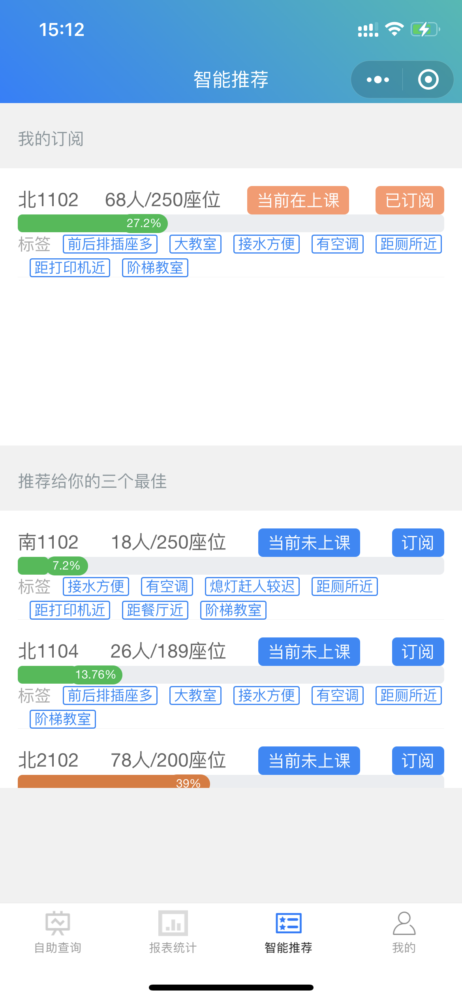 15:12
智能推荐
我的订阅
北1102 68人/250座位 当前在上课 已订阅
27.2%
标签 前后排插座多 大教室 接水方便 有空调 距厕所近
距打印机近 阶梯教室
推荐给你的三个最佳
南1102 18人/250座位 当前未上课 订阅
7.2%
标签 接水方便 有空调 熄灯赶人较迟 距厕所近
距打印机近 距餐厅近 阶梯教室
北1104 26人/189座位 当前未上课 订阅
13.76%
标签 前后排插座多 大教室 接水方便 有空调 距厕所近
阶梯教室
北2102 78人/200座位 当前未上课 订阅
39%
自助查询 报表统计 智能推荐 我的